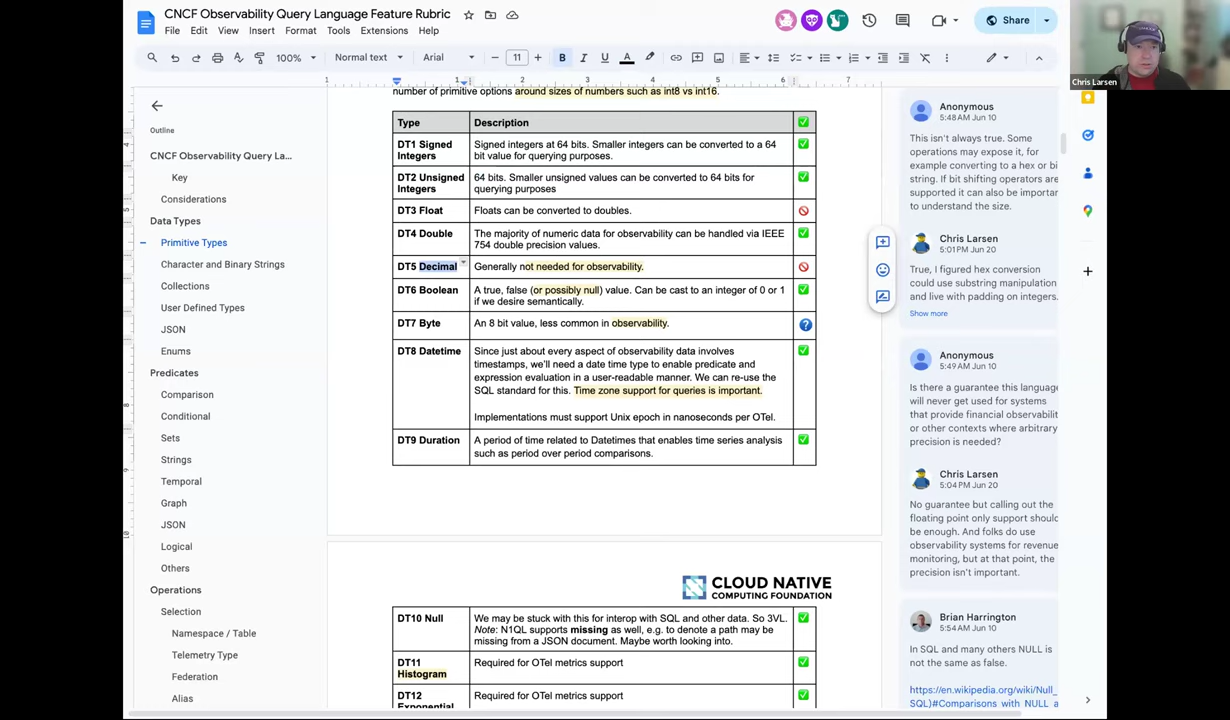 CNCF Observability Query Language Feature Rubric
File Edit View Insert Format Tools Extensions Help
Share
100%
Normal text
Arial
11
B I U A
Chris Larsen
1 1 2 3 4 5 6 7
Outline
CNCF Observability Query La...
Key
Considerations
Data Types
Primitive Types
Character and Binary Strings
Collections
User Defined Types
JSON
Enums
Predicates
Comparison
Conditional
Sets
Strings
Temporal
Graph
JSON
Logical
Others
Operations
Selection
Namespace / Table
Telemetry Type
Federation
Alias
number of primitive options around sizes of numbers such as int8 vs int16.
Type Description ✅
DT1 Signed Integers
Signed integers at 64 bits. Smaller integers can be converted to a 64
bit value for querying purposes.
✅
DT2 Unsigned Integers
64 bits. Smaller unsigned values can be converted to 64 bits for
querying purposes
✅
DT3 Float
Floats can be converted to doubles.
🚫
DT4 Double
The majority of numeric data for observability can be handled via IEEE
754 double precision values.
✅
DT5 Decimal
Generally not needed for observability.
🚫
DT6 Boolean
A true, false (or possibly null) value. Can be cast to an integer of 0 or 1
if we desire semantically.
✅
DT7 Byte
An 8 bit value, less common in observability.
?
DT8 Datetime
Since just about every aspect of observability data involves
timestamps, we'll need a date time type to enable predicate and
expression evaluation in a user-readable manner. We can re-use the
SQL standard for this. Time zone support for queries is important.
Implementations must support Unix epoch in nanoseconds per OTel.
✅
DT9 Duration
A period of time related to Datetimes that enables time series analysis
such as period over period comparisons.
✅
CLOUD NATIVE
COMPUTING FOUNDATION
DT10 Null
We may be stuck with this for interop with SQL and other data. So 3VL.
Note: N1QL supports missing as well, e.g. to denote a path may be
missing from a JSON document. Maybe worth looking into.
✅
DT11
Histogram
Required for OTel metrics support
✅
DT12
Exponential
Required for OTel metrics support
✅
Anonymous
5:48 AM Jun 10
This isn't always true. Some
operations may expose it, for
example converting to a hex or bi
string. If bit shifting operators are
supported it can also be importan
to understand the size.
Chris Larsen
5:01 PM Jun 20
True, I figured hex conversion
could use substring manipulation
and live with padding on integers.
Show more
Anonymous
5:49 AM Jun 10
Is there a guarantee this language
will never get used for systems
that provide financial observabilit
or other contexts where arbitrary
precision is needed?
Chris Larsen
5:04 PM Jun 20
No guarantee but calling out the
floating point only support shoul
be enough. And folks do use
observability systems for revenue
monitoring, but at that point, the
precision isn't important.
Brian Harrington
5:54 AM Jun 10
In SQL and many others NULL is
not the same as false.
https://en.wikipedia.org/wiki/Null_
SQL)#Comparisons_with_NULL_a